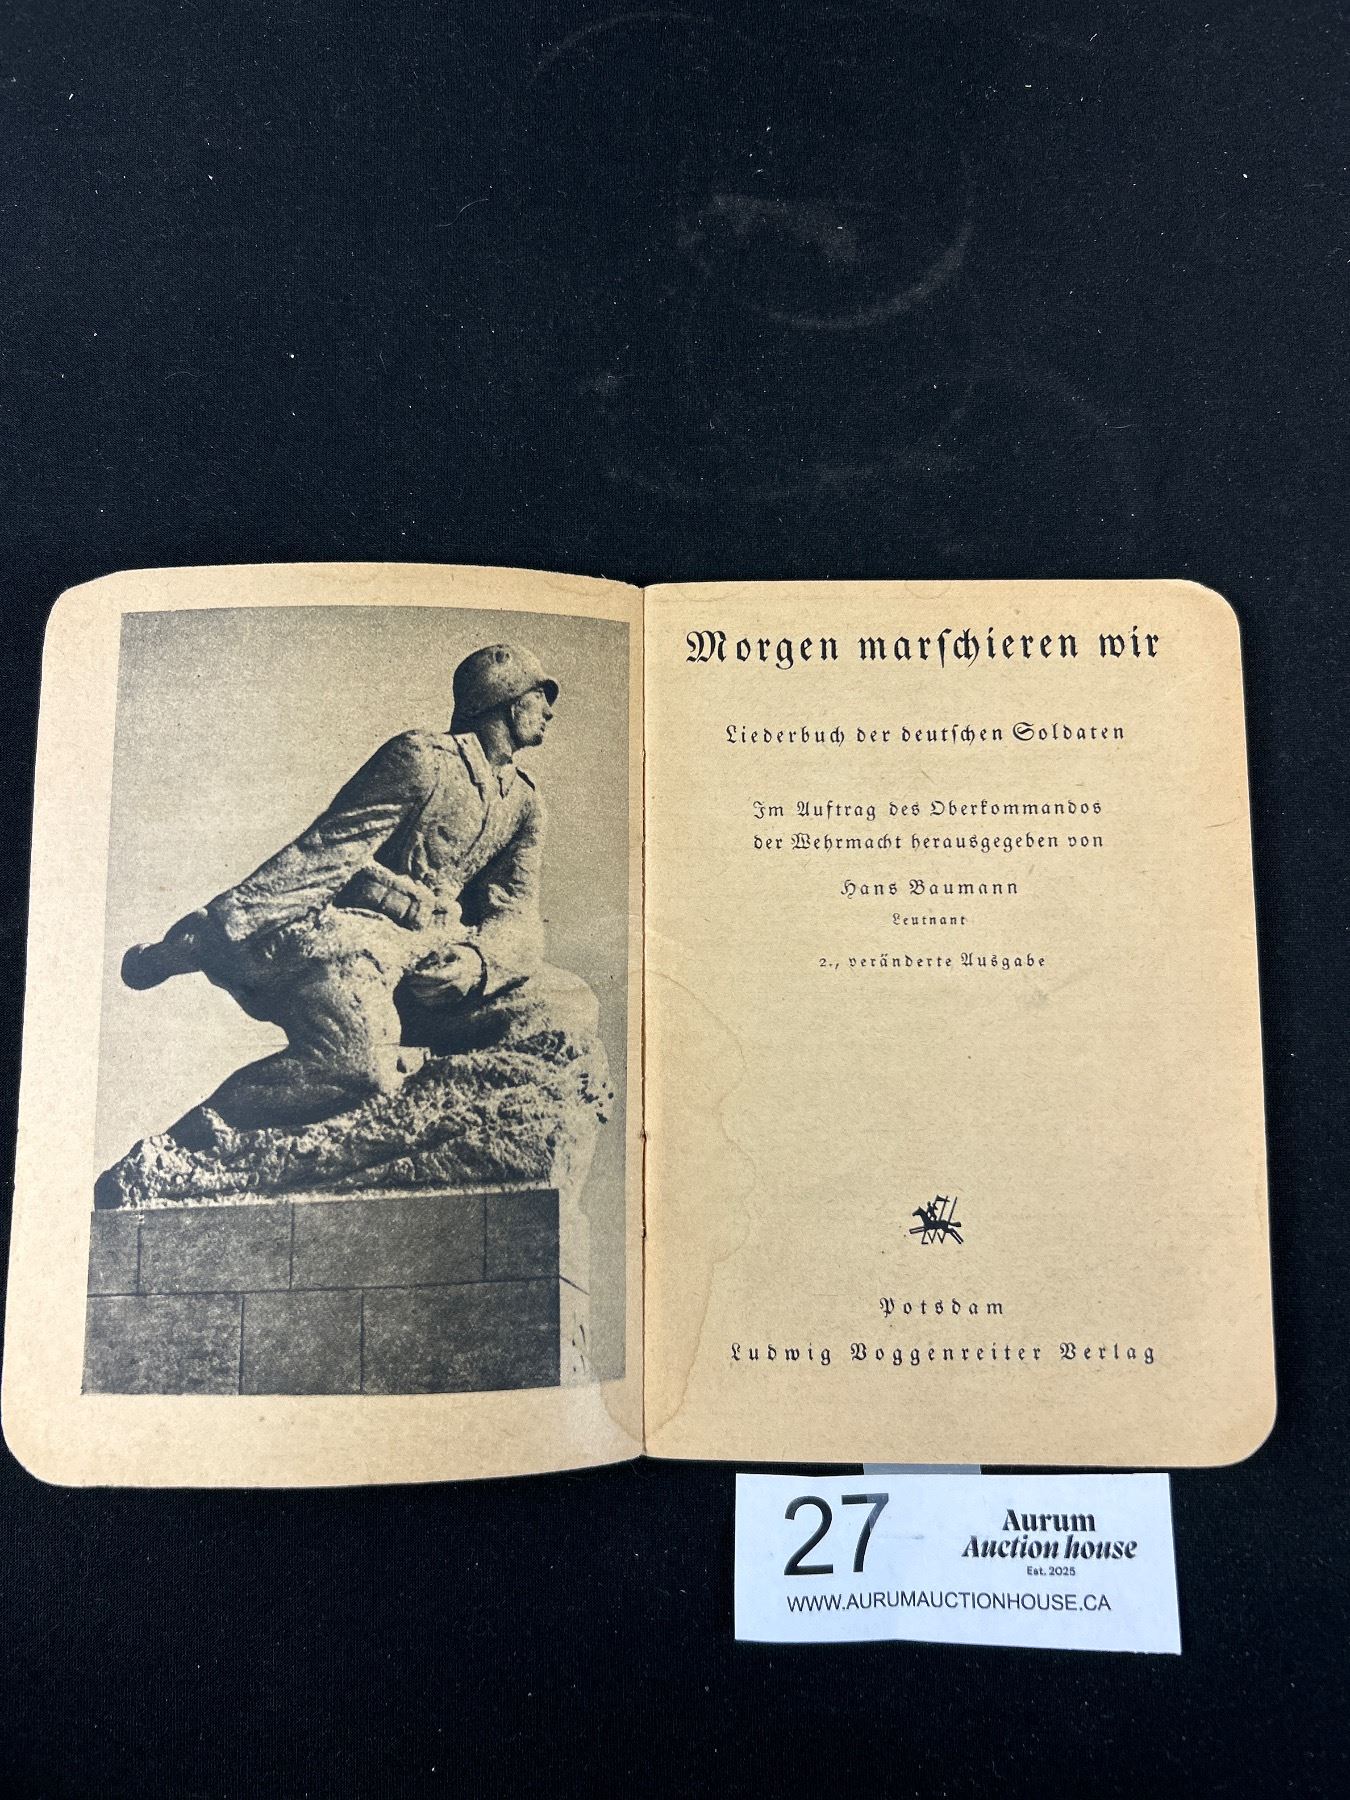 Morgen marſchieren wir
Liederbuch der deutſchen Soldaten
Im Auftrag des Oberkommandos
der Wehrmacht herausgegeben von
Hans Baumann
Leutnant
2., veränderte Ausgabe
Potsdam
Ludwig Voggenreiter Verlag
27
Aurum
Auction house
Est. 2025
WWW.AURUMAUCTIONHOUSE.CA